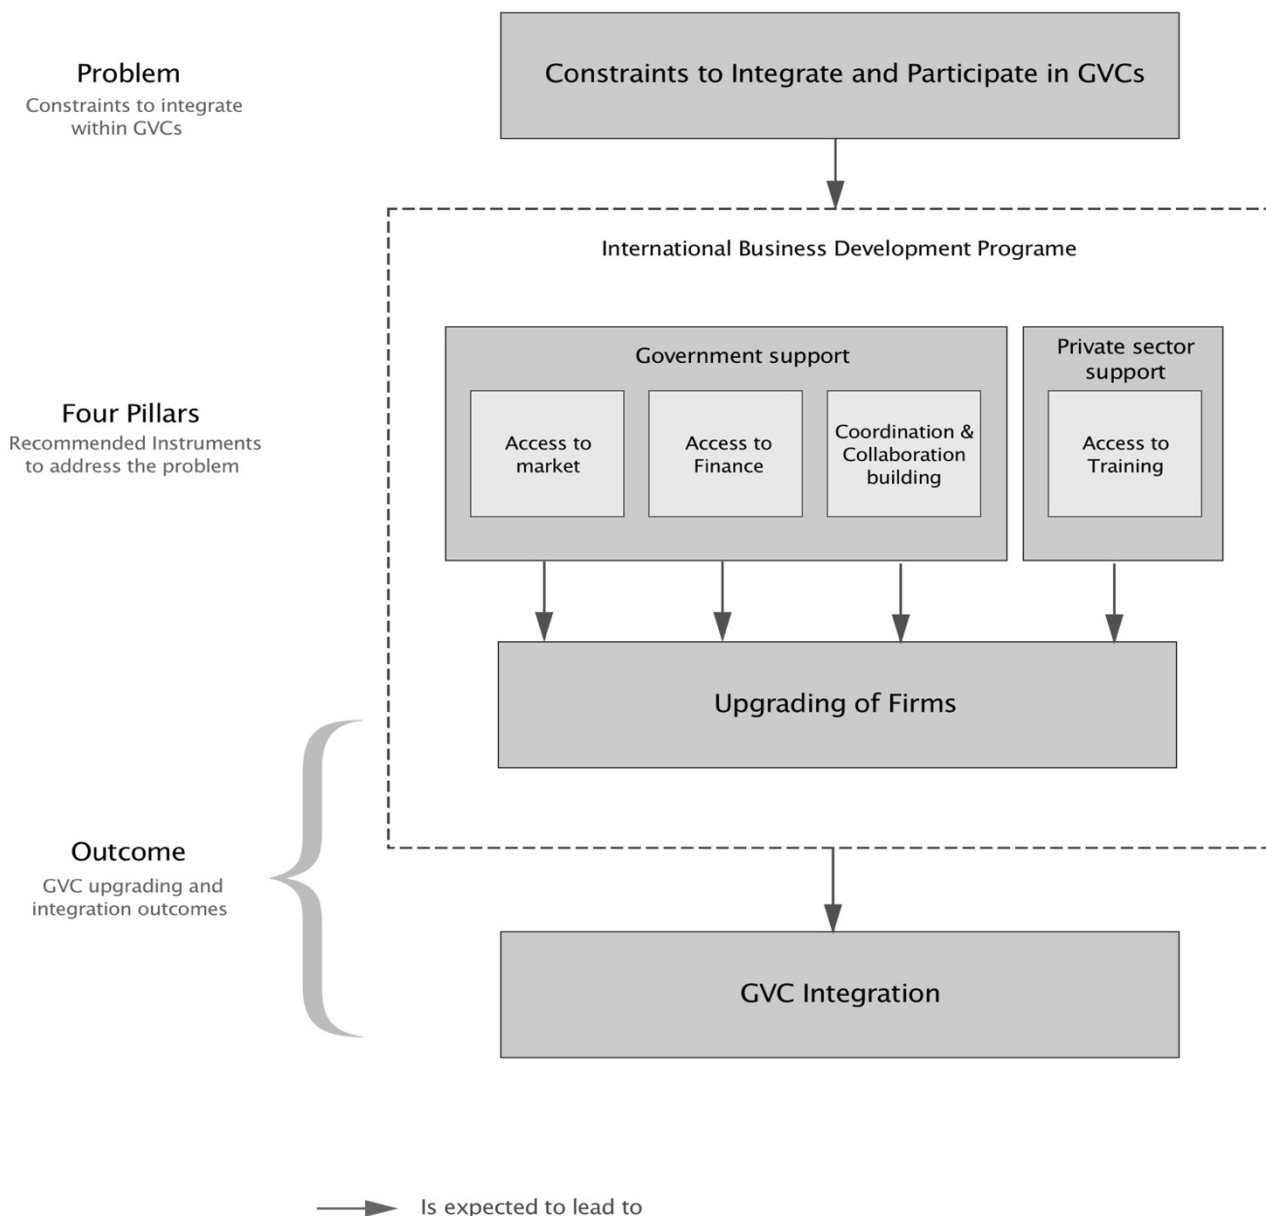 Problem
Constraints to integrate
within GVCs
Constraints to Integrate and Participate in GVCs
International Business Development Programe
Four Pillars
Recommended Instruments
to address the problem
Government support
Access to
market
Access to
Finance
Coordination &
Collaboration
building
Private sector
support
Access to
Training
Upgrading of Firms
Outcome
GVC upgrading and
integration outcomes
GVC Integration
Is expected to lead to